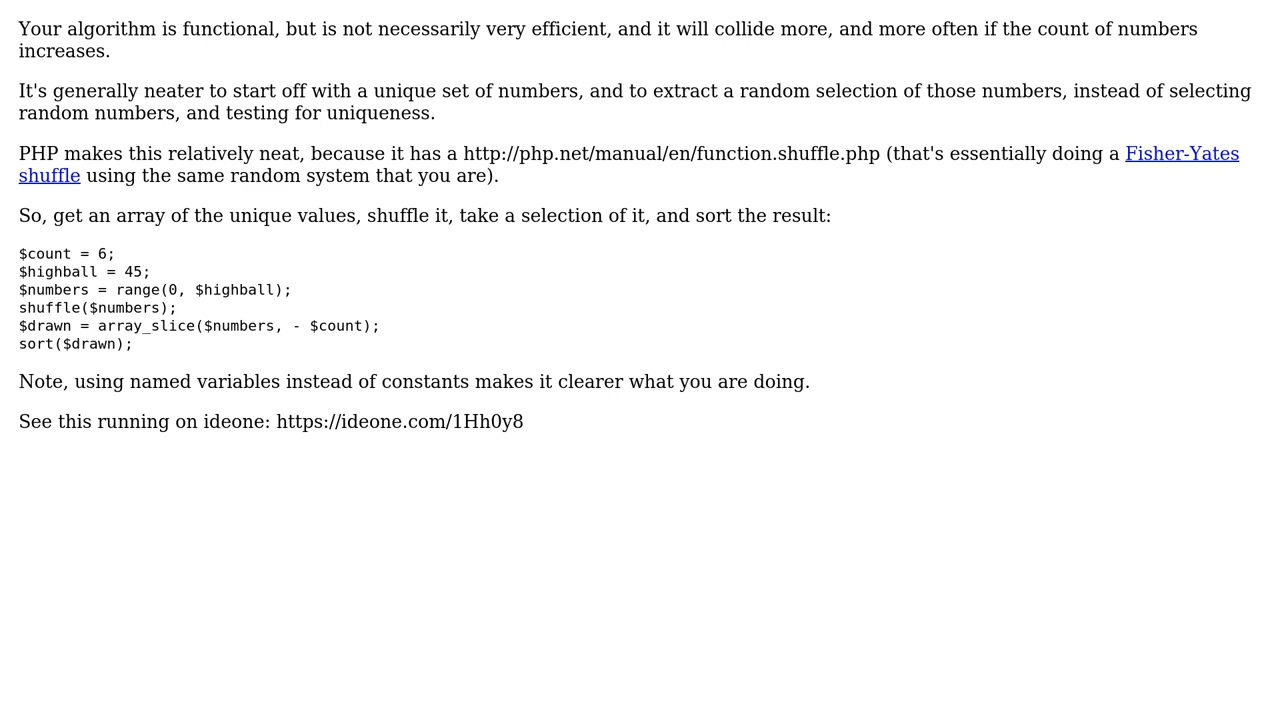 Your algorithm is functional, but is not necessarily very efficient, and it will collide more, and more often if the count of numbers
increases.
It's generally neater to start off with a unique set of numbers, and to extract a random selection of those numbers, instead of selecting
random numbers, and testing for uniqueness.
PHP makes this relatively neat, because it has a http://php.net/manual/en/function.shuffle.php (that's essentially doing a Fisher-Yates
shuffle using the same random system that you are).
So, get an array of the unique values, shuffle it, take a selection of it, and sort the result:
$count = 6;
$highball = 45;
$numbers = range(0, $highball);
shuffle($numbers);
$drawn = array_slice($numbers, - $count);
sort($drawn);
Note, using named variables instead of constants makes it clearer what you are doing.
See this running on ideone: https://ideone.com/1Hh0y8